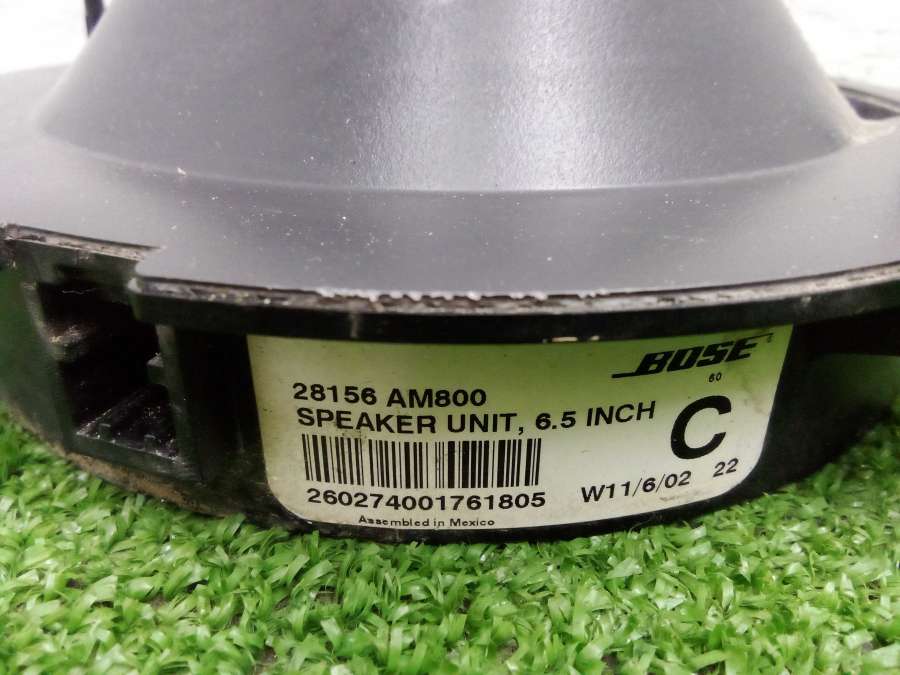 BOSE
60
28156 AM800
SPEAKER UNIT, 6.5 INCH
C
260274001761805
W11/6/02 22
Assembled in Mexico